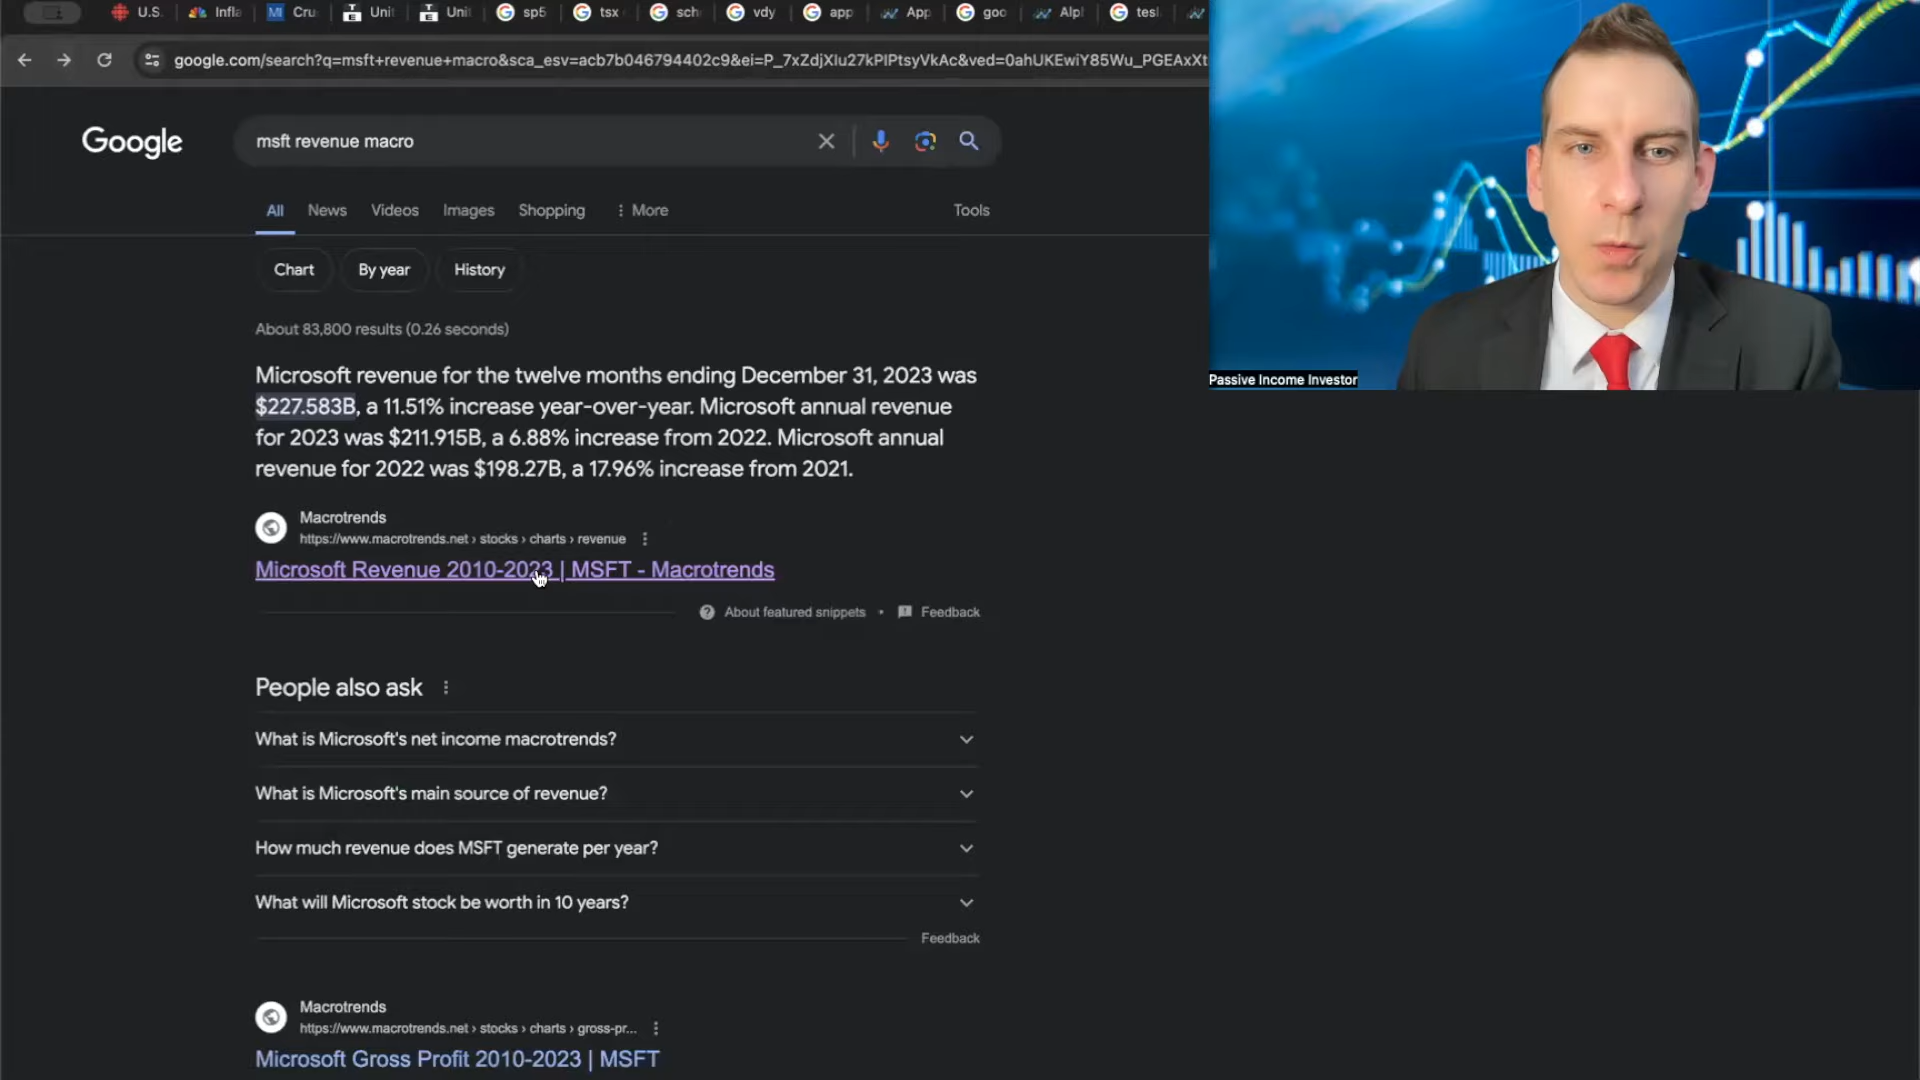 U.S.
Infla
Cru
Unit
Unit
sp5
tsx
sch
vdy
app
App
goo
Alpl
tesl
google.com/search?q=msft+revenue+macro&sca_esv=acb7b046794402c9&ei=P_7xZdjXIu27kPIPtsyVkAc&ved=0ahUKEwiY85Wu_PGEAxXt
Google
msft revenue macro
All
News
Videos
Images
Shopping
More
Tools
Chart
By year
History
About 83,800 results (0.26 seconds)
Microsoft revenue for the twelve months ending December 31, 2023 was
$227.583B, a 11.51% increase year-over-year. Microsoft annual revenue
for 2023 was $211.915B, a 6.88% increase from 2022. Microsoft annual
revenue for 2022 was $198.27B, a 17.96% increase from 2021.
Macrotrends
https://www.macrotrends.net › stocks › charts › revenue
Microsoft Revenue 2010-2023 | MSFT - Macrotrends
About featured snippets • Feedback
People also ask
What is Microsoft's net income macrotrends?
What is Microsoft's main source of revenue?
How much revenue does MSFT generate per year?
What will Microsoft stock be worth in 10 years?
Feedback
Macrotrends
https://www.macrotrends.net › stocks › charts › gross-pr...
Microsoft Gross Profit 2010-2023 | MSFT
Passive Income Investor